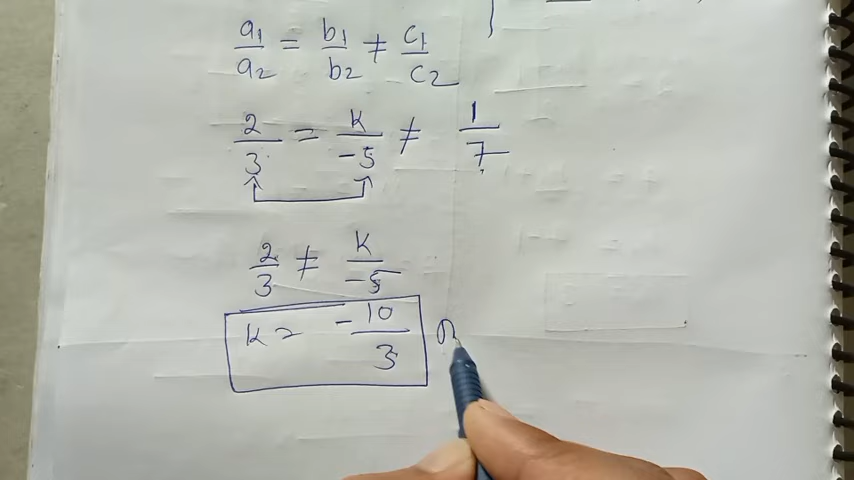 a₁/a₂ = b₁/b₂ ≠ c₁/c₂
2/3 = k/-5 ≠ 1/7
2/3 ≠ k/-5
k = -10/3